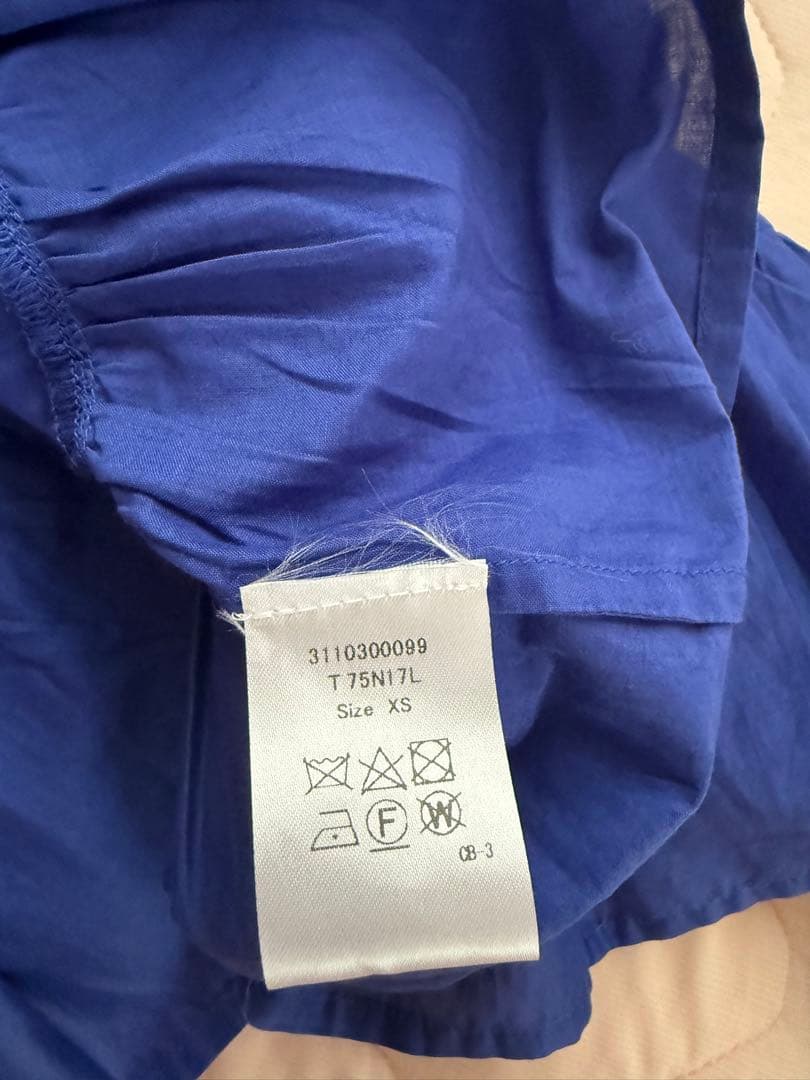 3110300099
T 75N17L
Size XS
F W
CB-3